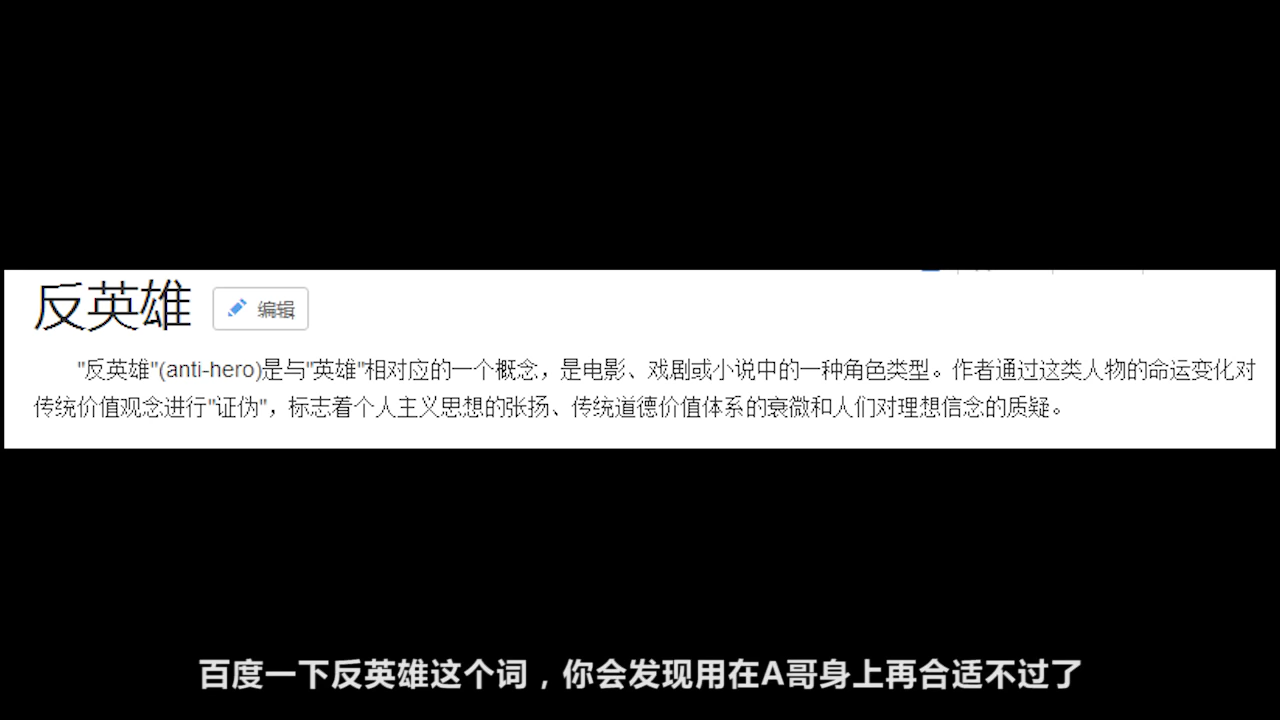 反英雄 编辑
"反英雄"(anti-hero)是与"英雄"相对应的一个概念，是电影、戏剧或小说中的一种角色类型。作者通过这类人物的命运变化对
传统价值观念进行"证伪"，标志着个人主义思想的张扬、传统道德价值体系的衰微和人们对理想信念的质疑。
百度一下反英雄这个词，你会发现用在A哥身上再合适不过了